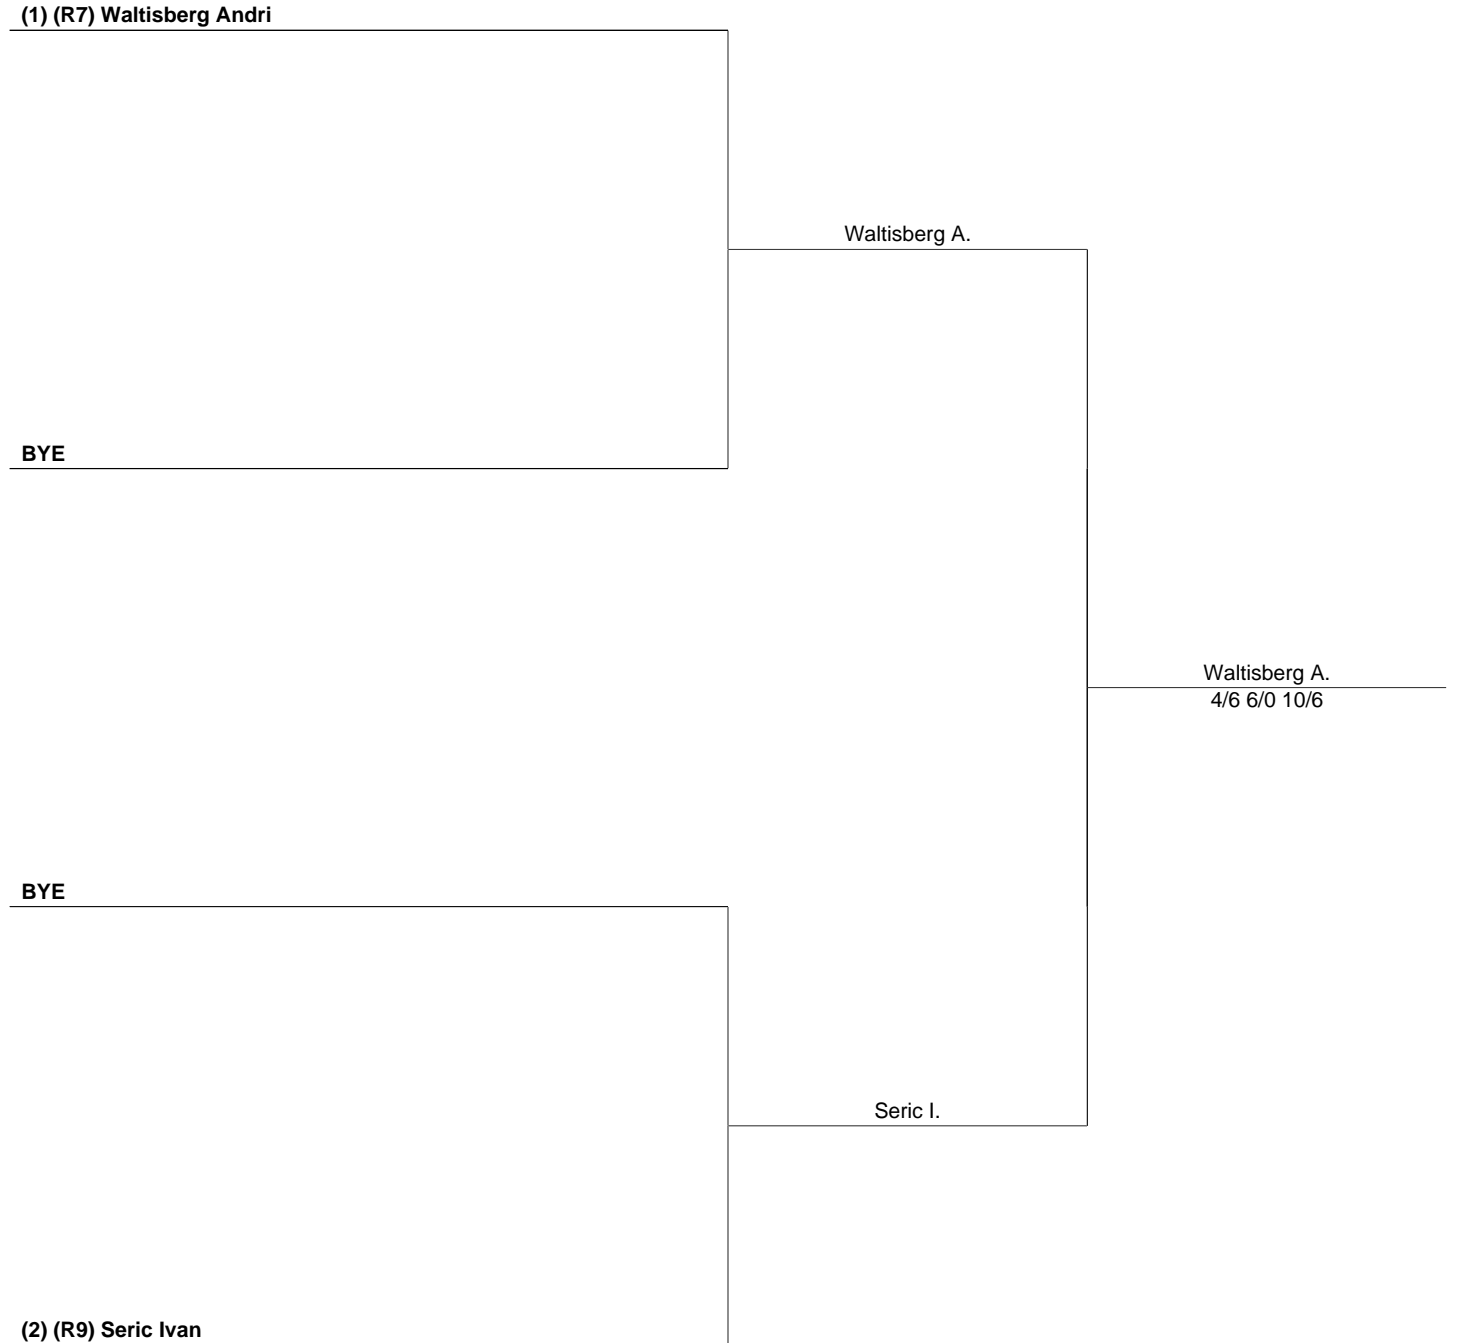 (1) (R7) Waltisberg Andri
Waltisberg A.
BYE
Waltisberg A.
4/6 6/0 10/6
BYE
Seric I.
(2) (R9) Seric Ivan